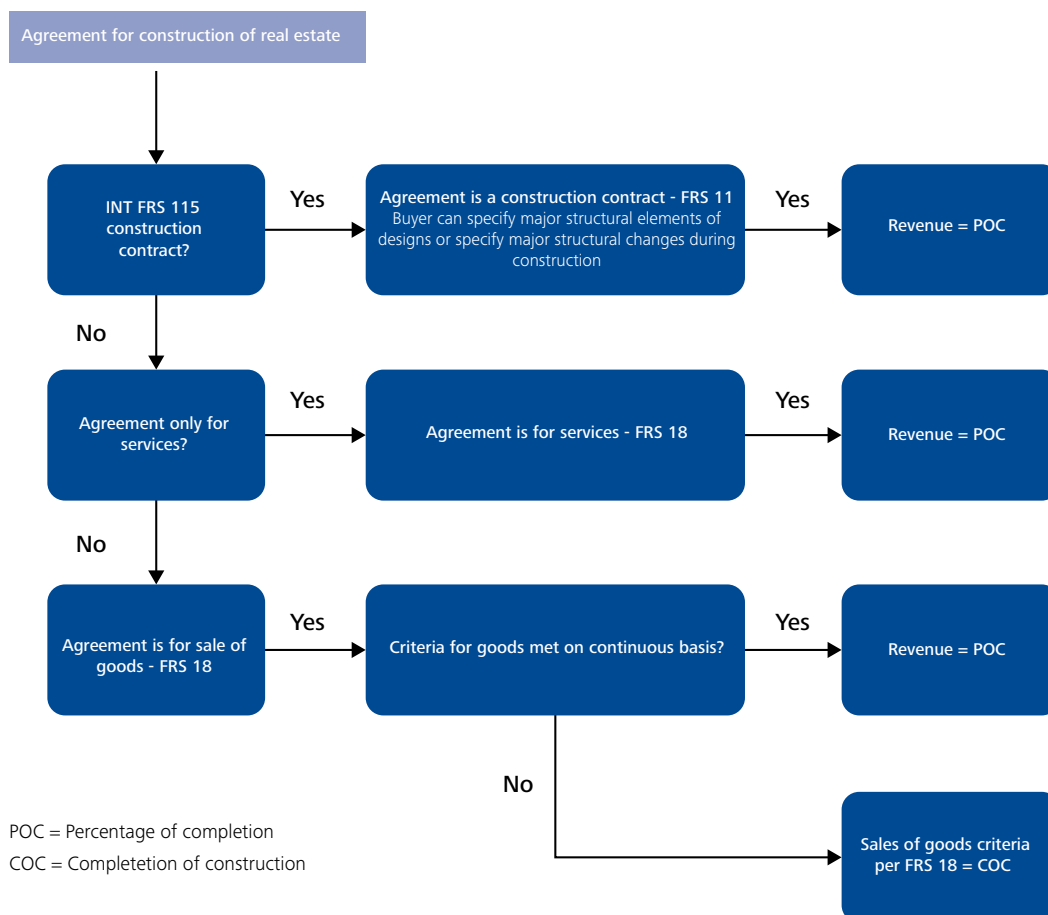 Agreement for construction of real estate
INT FRS 115
construction
contract?
Yes
Agreement is a construction contract - FRS 11
Buyer can specify major structural elements of
designs or specify major structural changes during
construction
Yes
Revenue = POC
No
Agreement only for
services?
Yes
Agreement is for services - FRS 18
Yes
Revenue = POC
No
Agreement is for sale of
goods - FRS 18
Yes
Criteria for goods met on continuous basis?
Yes
Revenue = POC
No
POC = Percentage of completion
COC = Completetion of construction
Sales of goods criteria
per FRS 18 = COC